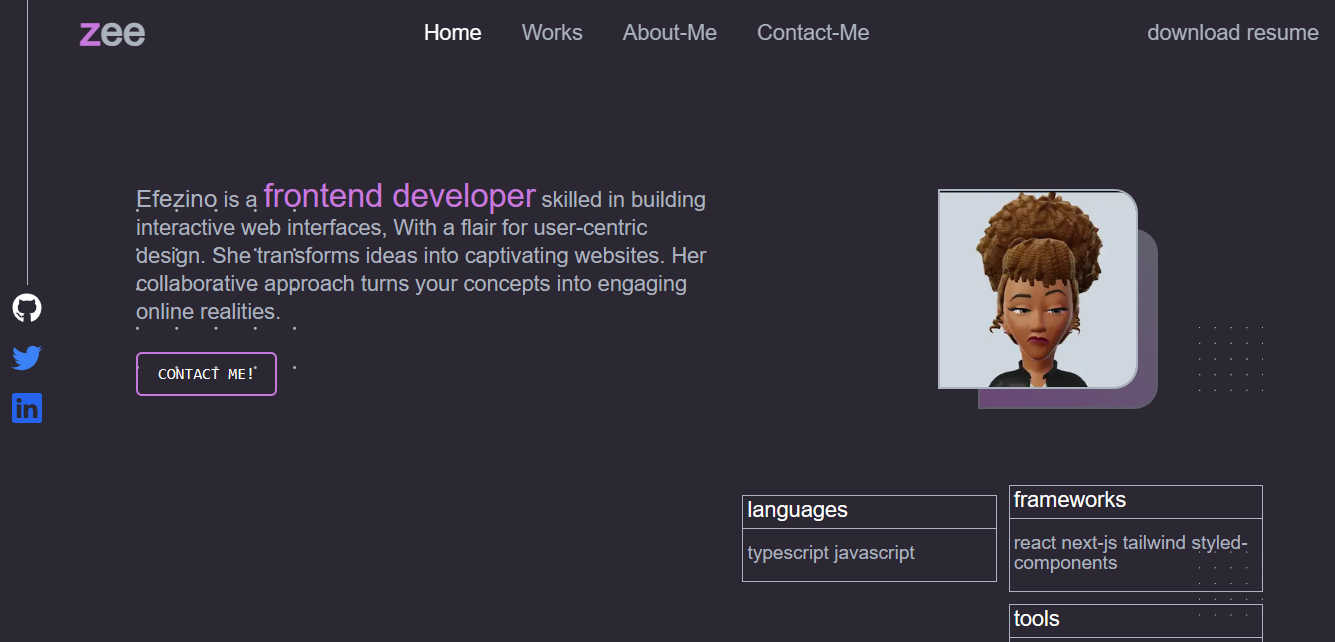 zee
Home Works About-Me Contact-Me download resume
Efezino is a frontend developer skilled in building
interactive web interfaces, With a flair for user-centric
design. She transforms ideas into captivating websites. Her
collaborative approach turns your concepts into engaging
online realities.
CONTACT ME!
in
languages
typescript javascript
frameworks
react next-js tailwind styled-
components
tools